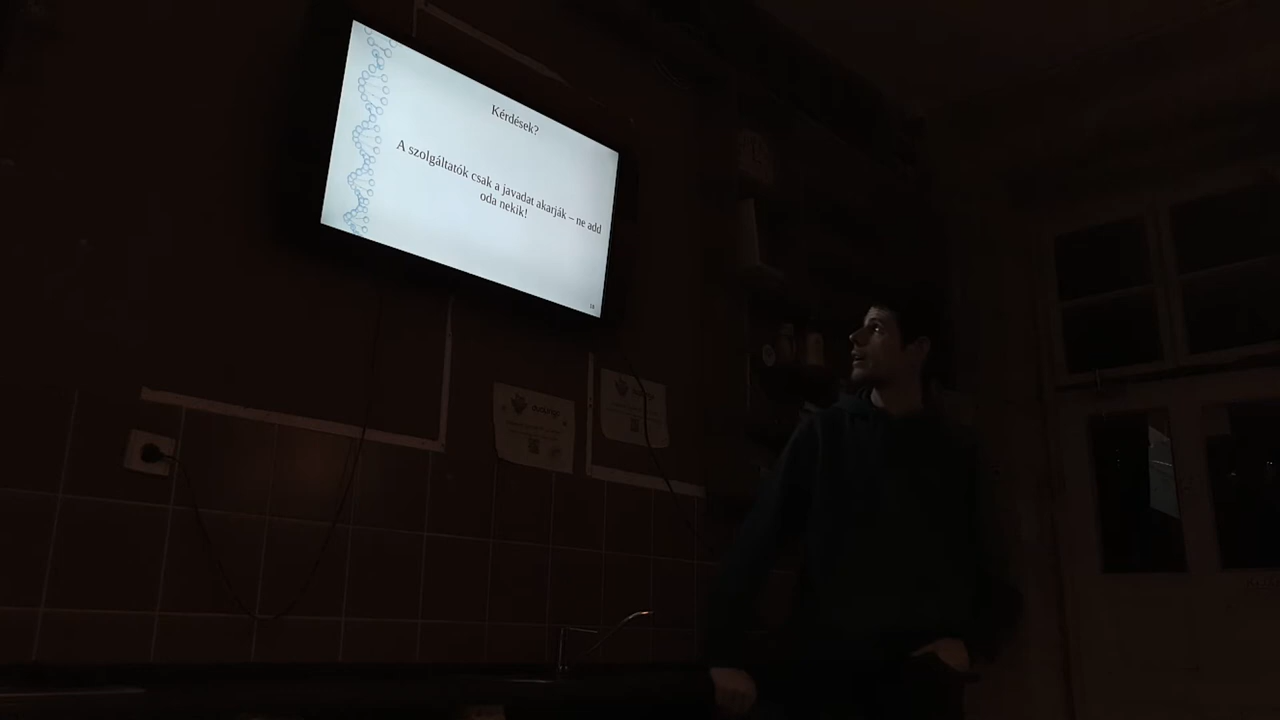 Kérdések?
A szolgáltatók csak a javadat akarják – ne add
oda nekik!